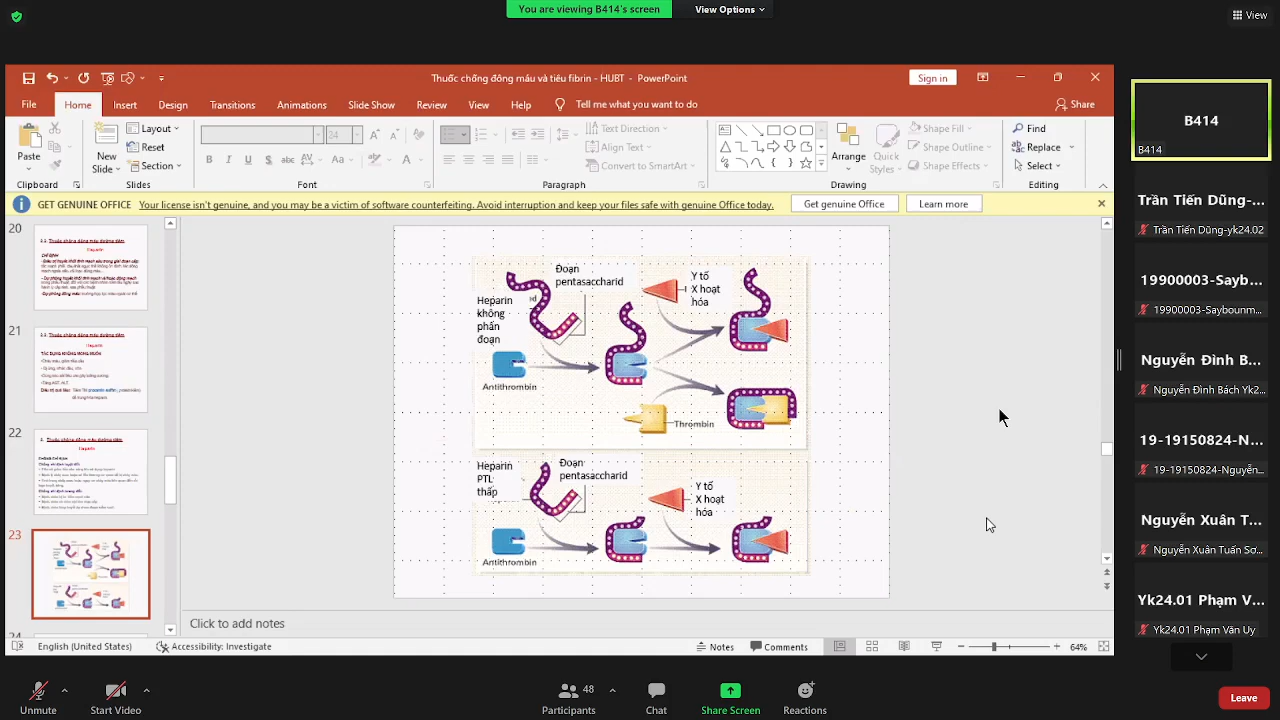 You are viewing B414's screen
View Options
View
Thuốc chống đông máu và tiêu fibrin - HUBT - PowerPoint
Sign in
File
Home
Insert
Design
Transitions
Animations
Slide Show
Review
View
Help
Tell me what you want to do
Share
Paste
New
Slide
Layout
Reset
Section
24
Text Direction
Align Text
Convert to SmartArt
Arrange
Quick
Styles
Shape Fill
Shape Outline
Shape Effects
Find
Replace
Select
Clipboard
Slides
Font
Paragraph
Drawing
Editing
GET GENUINE OFFICE
Your license isn't genuine, and you may be a victim of software counterfeiting. Avoid interruption and keep your files safe with genuine Office today.
Get genuine Office
Learn more
20
21
22
23
24
Đoạn
pentasaccharid
Heparin
không
phân
đoạn
Antithrombin
Y tố
X hoạt
hóa
Thrombin
Heparin
PTL
thấp
Đoạn
pentasaccharid
Y tố
X hoạt
hóa
Antithrombin
Click to add notes
English (United States)
Accessibility: Investigate
Notes
Comments
64%
B414
B414
Trần Tiến Dũng-...
Trần Tiến Dũng-yk24.02
19900003-Sayb...
19900003-Saybounm...
Nguyễn Đình B...
Nguyễn Đình Bách Yk2...
19-19150824-N...
19-19150824-Nguyễn...
Nguyễn Xuân T...
Nguyễn Xuân Tuấn Sơ...
Yk24.01 Phạm V...
Yk24.01 Phạm Văn Uy
Unmute
Start Video
48
Participants
Chat
Share Screen
Reactions
Leave